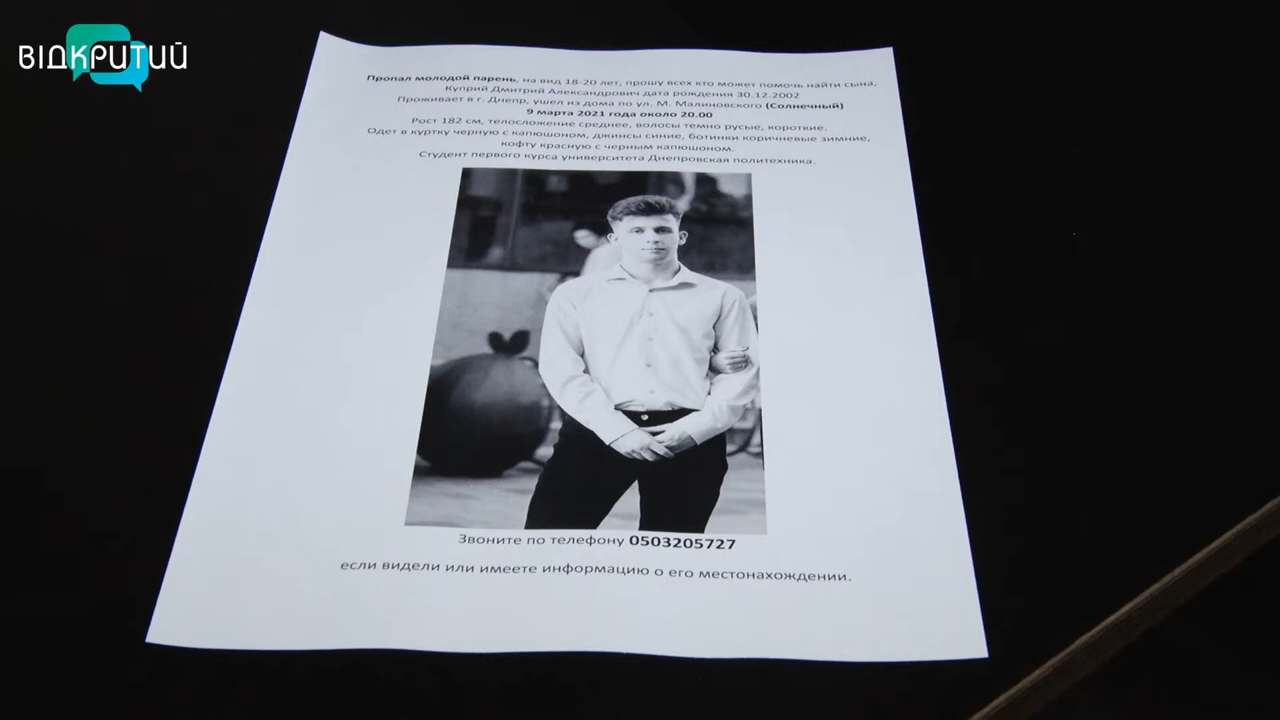 ВІДКРИТИЙ
Пропал молодой парень, на вид 18-20 лет, прошу всех кто может помочь найти сына,
Куприй Дмитрий Александрович дата рождения 30.12.2002
Проживает в г. Днепр, ушел из дома по ул. М. Малиновского (Солнечный)
9 марта 2021 года около 20.00
Рост 182 см, телосложение среднее, волосы темно русые, короткие.
Одет в куртку черную с капюшоном, джинсы синие, ботинки коричневые зимние,
кофту красную с черным капюшоном.
Студент первого курса университета Днепровская политехника.
Звоните по телефону 0503205727
если видели или имеете информацию о его местонахождении.